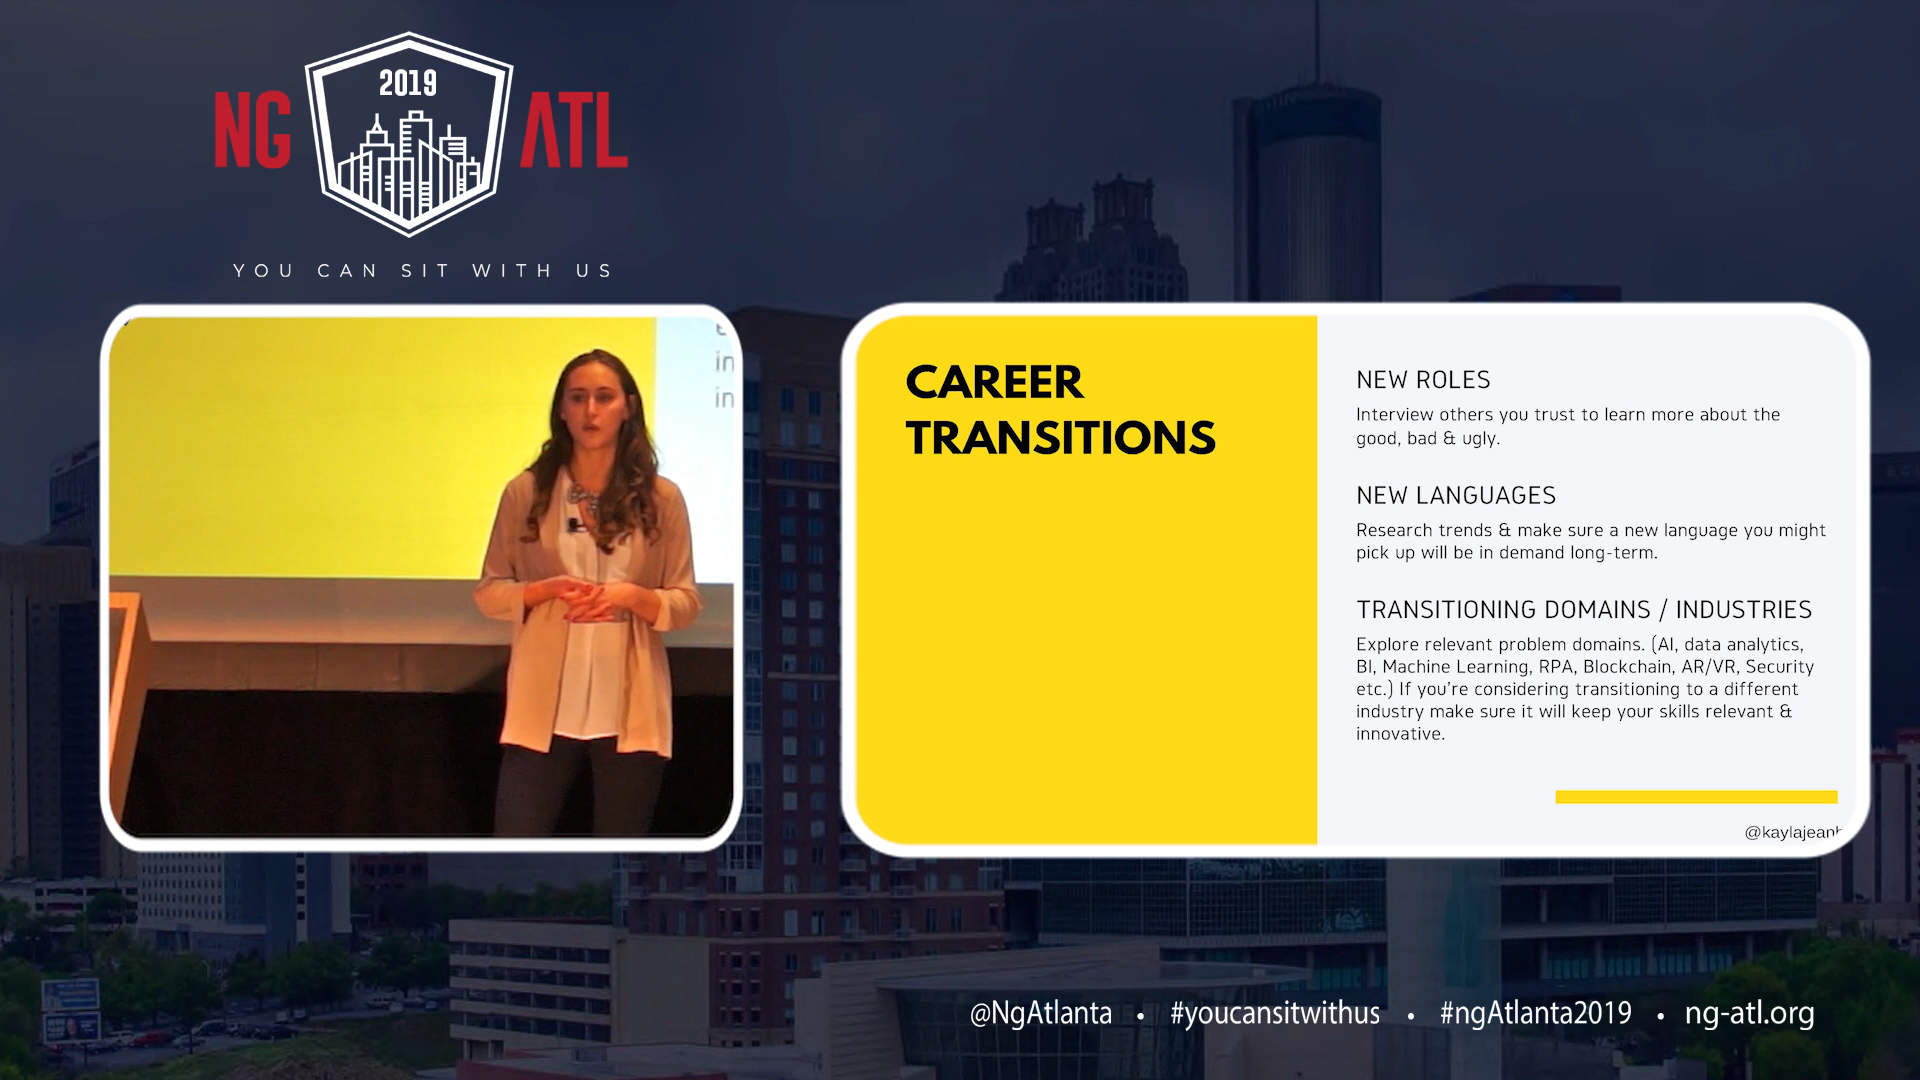 2019
NG ATL
YOU CAN SIT WITH US
in
in
CAREER
TRANSITIONS
NEW ROLES
Interview others you trust to learn more about the
good, bad & ugly.
NEW LANGUAGES
Research trends & make sure a new language you might
pick up will be in demand long-term.
TRANSITIONING DOMAINS / INDUSTRIES
Explore relevant problem domains. (AI, data analytics,
BI, Machine Learning, RPA, Blockchain, AR/VR, Security
etc.) If you're considering transitioning to a different
industry make sure it will keep your skills relevant &
innovative.
@NgAtlanta • #youcansitwithus • #ngAtlanta2019 • ng-atl.org